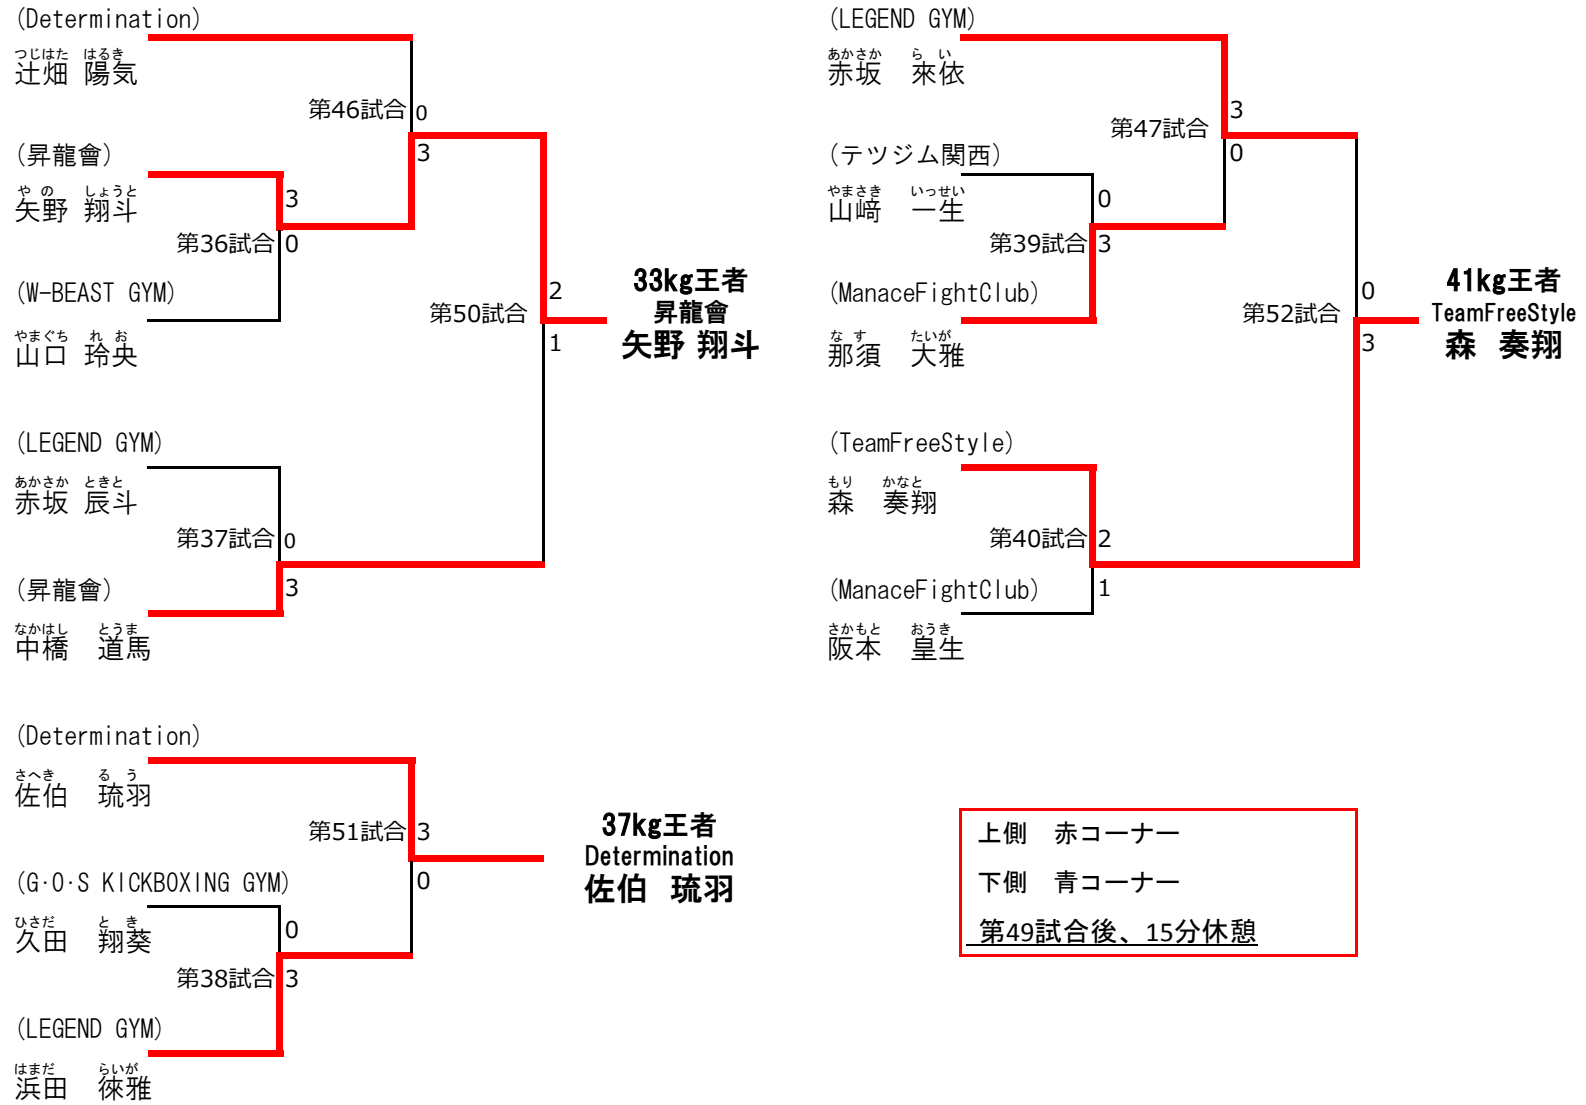 (Determination)
つじはた はるき
辻畑 陽気
第46試合
0
3
(昇龍會)
やの しょうと
矢野 翔斗
3
第36試合
0
(W-BEAST GYM)
やまぐち れお
山口 玲央
第50試合
2
1
33kg王者
昇龍會
矢野 翔斗
(LEGEND GYM)
あかさか ときと
赤坂 辰斗
第37試合
0
(昇龍會)
3
なかはし とうま
中橋 道馬
(LEGEND GYM)
あかさか らい
赤坂 來依
3
第47試合
0
(テツジム関西)
やまさき いっせい
山﨑 一生
0
第39試合
3
(ManaceFightClub)
なす たいが
那須 大雅
0
第52試合
3
41kg王者
TeamFreeStyle
森 奏翔
(TeamFreeStyle)
もり かなと
森 奏翔
第40試合
2
(ManaceFightClub)
1
さかもと おうき
阪本 皇生
(Determination)
さへき るう
佐伯 琉羽
第51試合
3
0
37kg王者
Determination
佐伯 琉羽
(G·O·S KICKBOXING GYM)
ひさだ とき
久田 翔葵
0
第38試合
3
(LEGEND GYM)
はまだ らいが
浜田 徠雅
上側 赤コーナー
下側 青コーナー
第49試合後、15分休憩